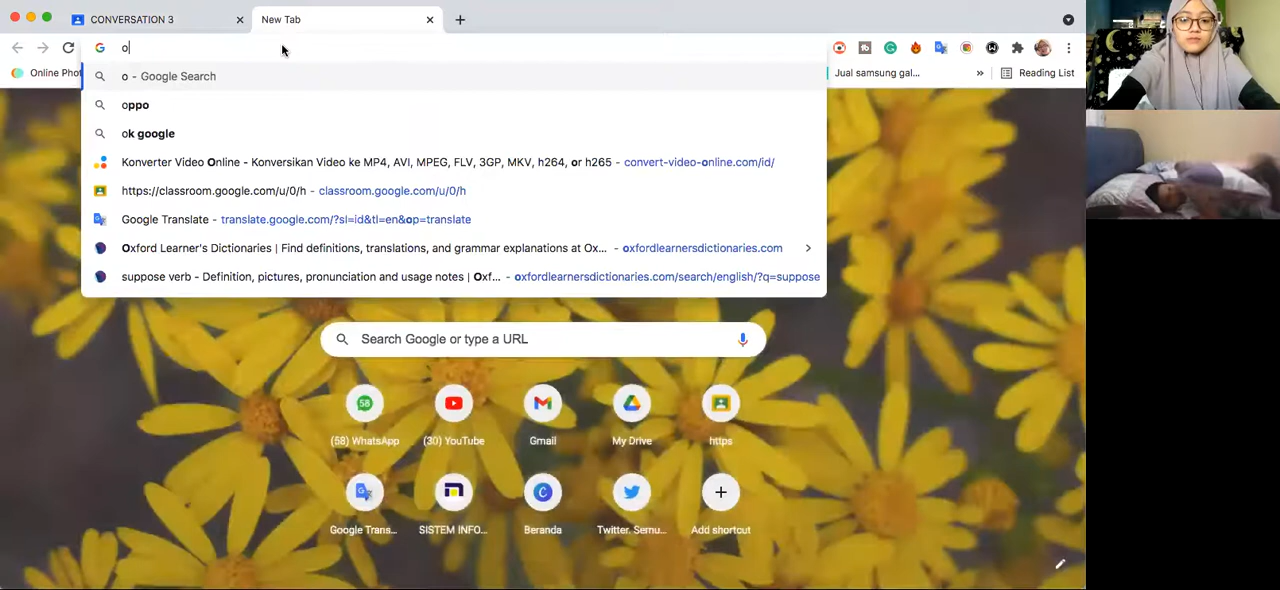 CONVERSATION 3
New Tab
o
Online Phot
Jual samsung gal...
»
Reading List
o - Google Search
oppo
ok google
Konverter Video Online - Konversikan Video ke MP4, AVI, MPEG, FLV, 3GP, MKV, h264, or h265 - convert-video-online.com/id/
https://classroom.google.com/u/0/h - classroom.google.com/u/0/h
Google Translate - translate.google.com/?sl=id&tl=en&op=translate
Oxford Learner's Dictionaries | Find definitions, translations, and grammar explanations at Ox... - oxfordlearnersdictionaries.com
suppose verb - Definition, pictures, pronunciation and usage notes | Oxf... - oxfordlearnersdictionaries.com/search/english/?q=suppose
Search Google or type a URL
58
(58) WhatsApp
(30) YouTube
Gmail
My Drive
https
Google Trans...
SISTEM INFO...
Beranda
Twitter. Semu...
Add shortcut